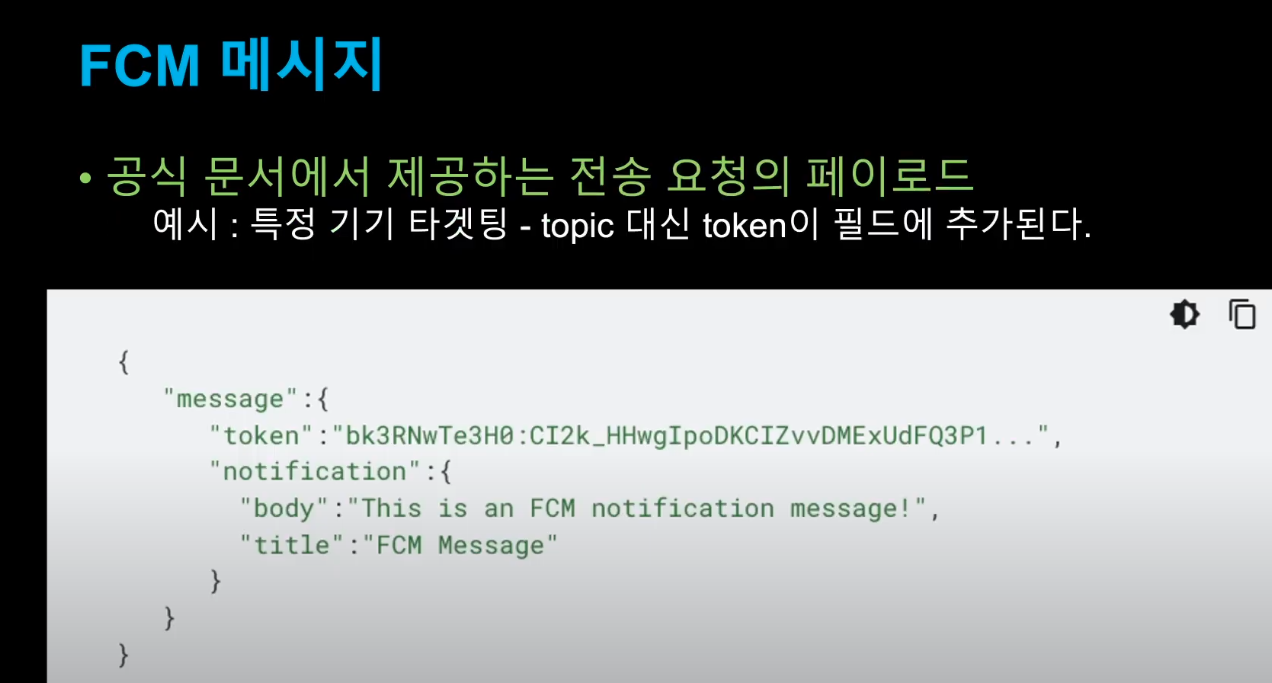 FCM 메시지
• 공식 문서에서 제공하는 전송 요청의 페이로드
예시 : 특정 기기 타겟팅 - topic 대신 token이 필드에 추가된다.
{
"message":{
"token":"bk3RNwTe3H0:CI2k_HHwgIpoDKCIZvvDMExUdFQ3P1...",
"notification":{
"body":"This is an FCM notification message!",
"title":"FCM Message"
}
}
}